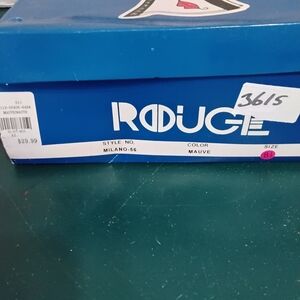 ROUGE
3615
$29.99
STYLE NO.
COLOR
SIZE
MILANO-56
MAUVE